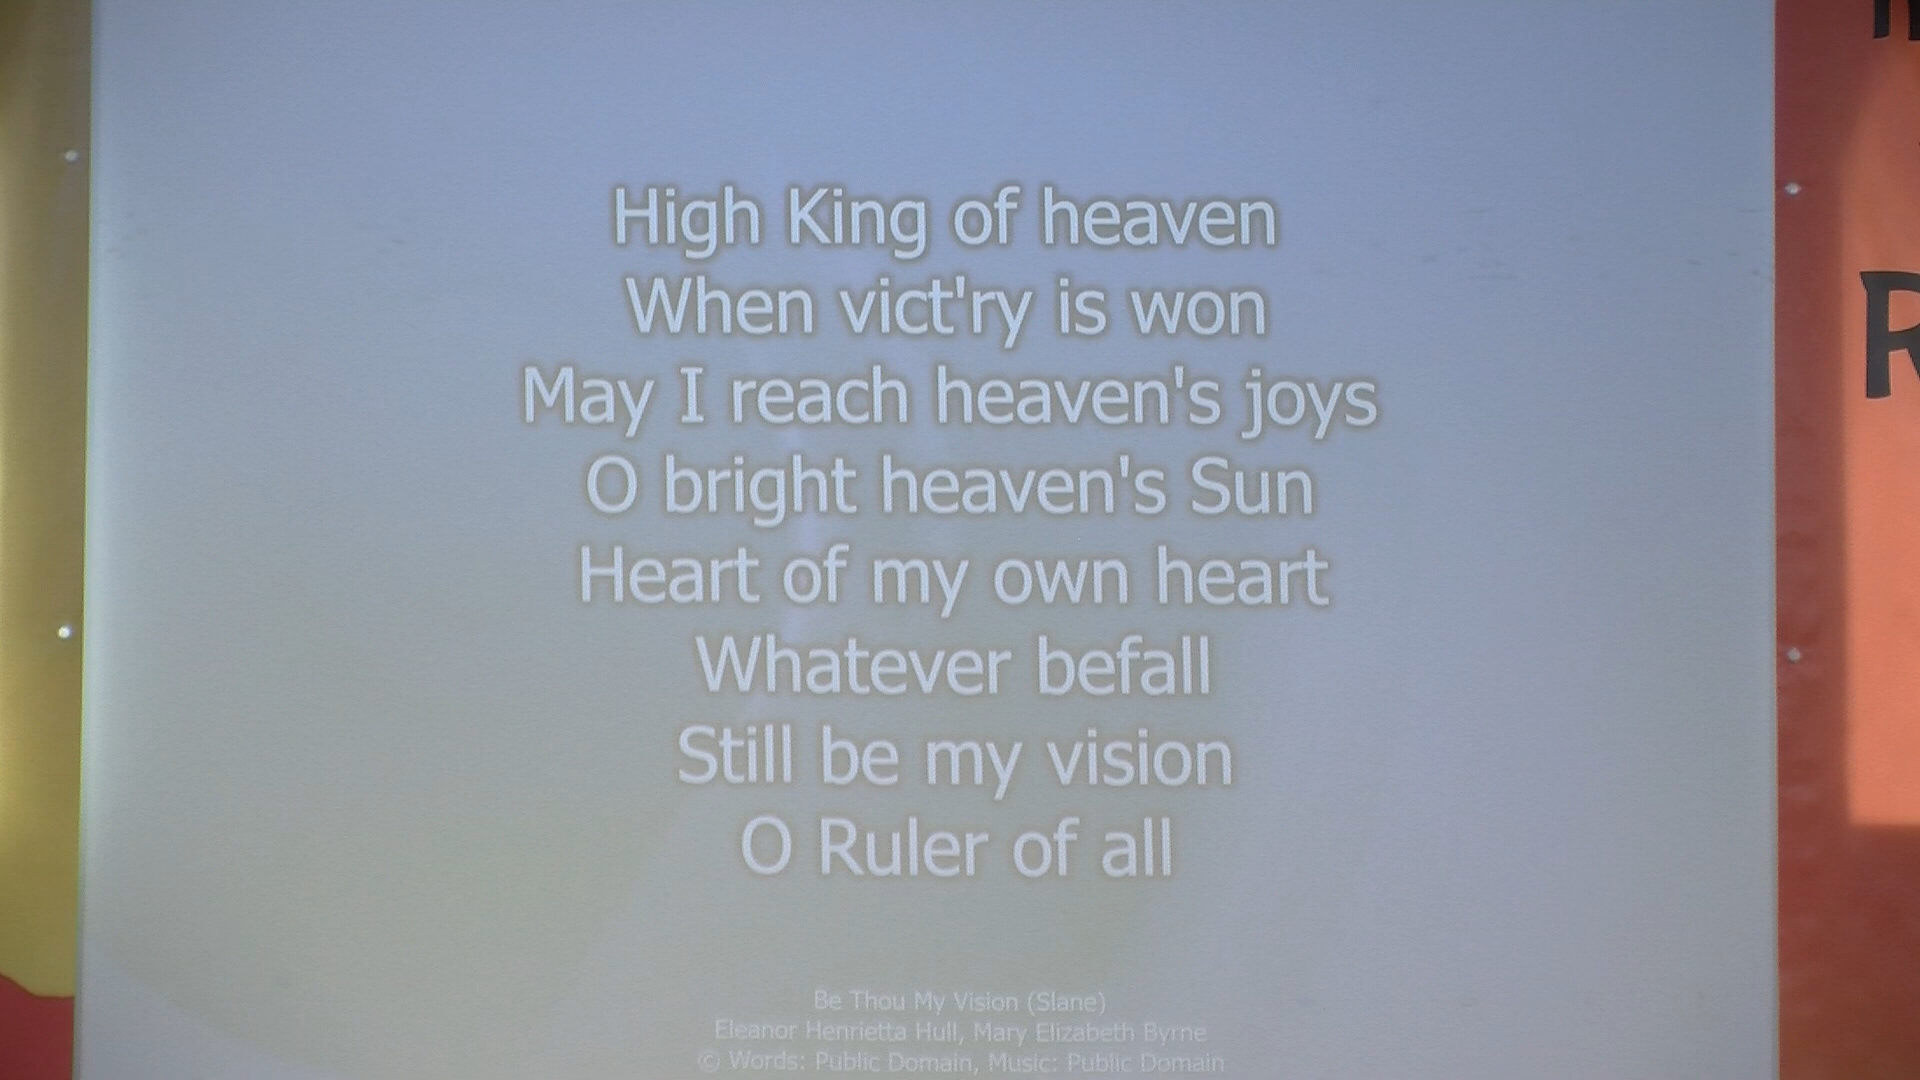 High King of heaven
When vict'ry is won
May I reach heaven's joys
O bright heaven's Sun
Heart of my own heart
Whatever befall
Still be my vision
O Ruler of all
Be Thou My Vision (Slane)
Eleanor Henrietta Hull, Mary Elizabeth Byrne
© Words: Public Domain, Music: Public Domain
R